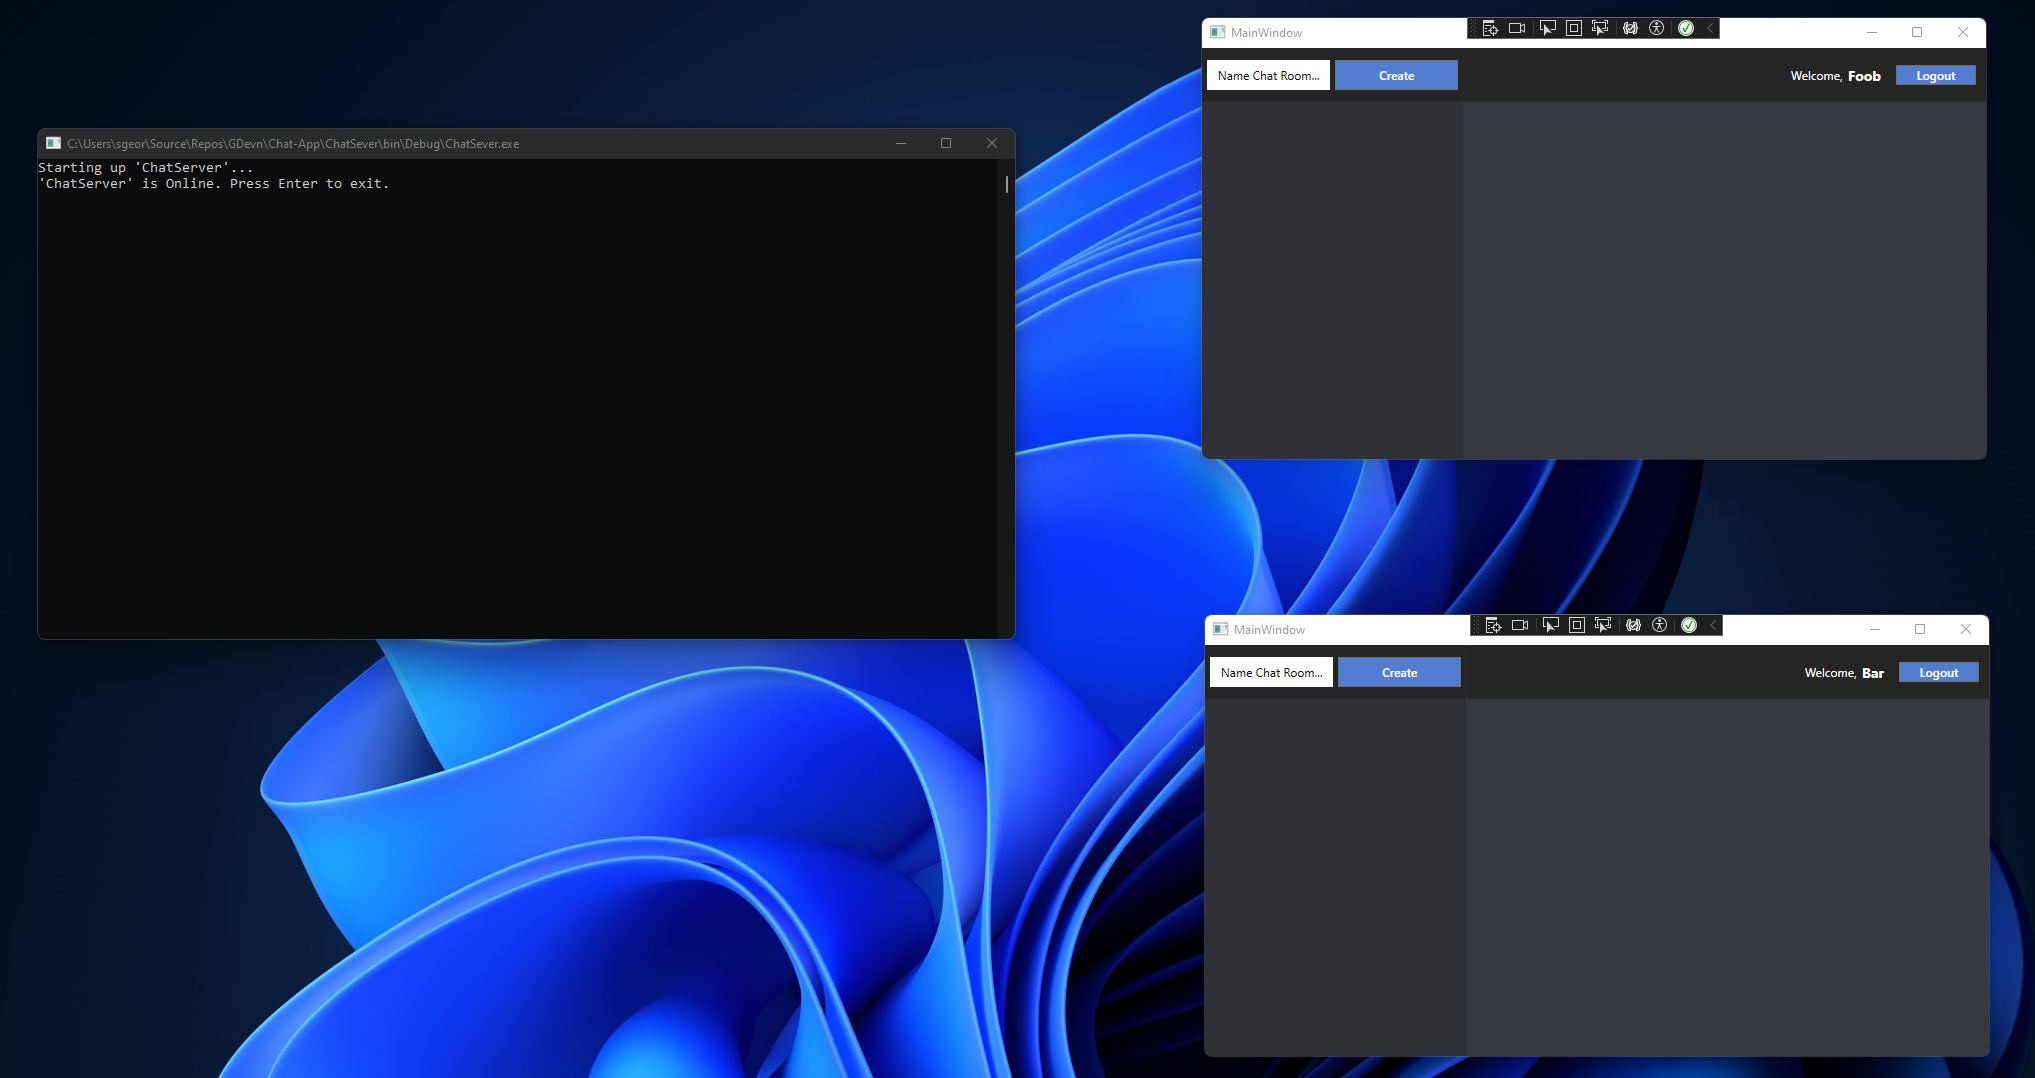 C:\Users\sgeor\Source\Repos\GDevn\Chat-App\ChatSever\bin\Debug\ChatSever.exe
Starting up 'ChatServer'...
'ChatServer' is Online. Press Enter to exit.
MainWindow
Name Chat Room...
Create
Welcome, Foob
Logout
MainWindow
Name Chat Room...
Create
Welcome, Bar
Logout